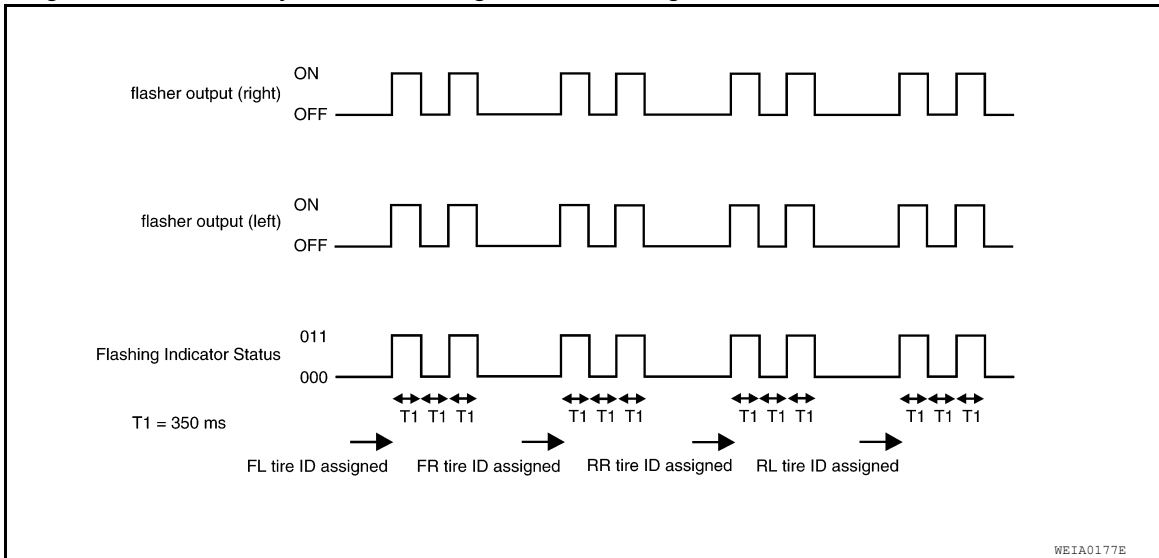 ON
flasher output (right)
OFF
ON
flasher output (left)
OFF
011
Flashing Indicator Status
000
T1 T1 T1 T1 T1 T1 T1 T1 T1 T1 T1 T1
T1 = 350 ms
FL tire ID assigned FR tire ID assigned RR tire ID assigned RL tire ID assigned
WEIA0177E